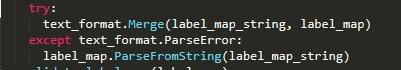 try:
text_format.Merge(label_map_string, label_map)
except text_format.ParseError:
label_map.ParseFromString(label_map_string)